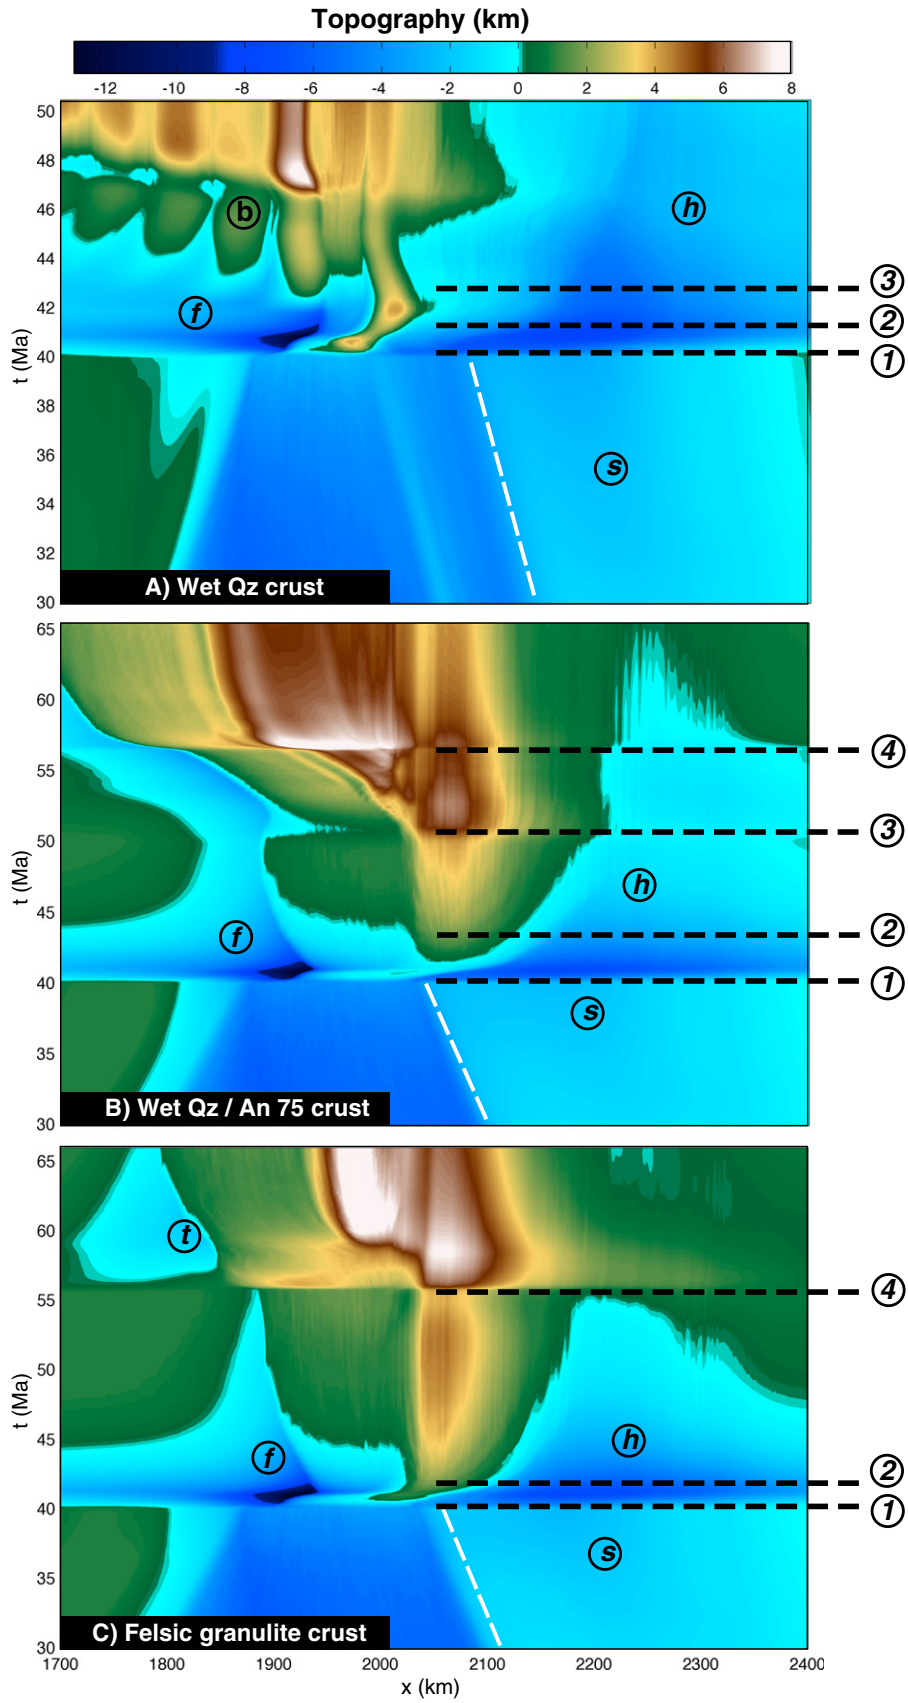 Topography (km)
-12 -10 -8 -6 -4 -2 0 2 4 6 8
50
48
46
44
42
40
38
36
34
32
30
t (Ma)
b
h
f
s
3
2
1
A) Wet Qz crust
65
60
55
50
45
40
35
30
t (Ma)
4
3
h
f
2
1
s
B) Wet Qz / An 75 crust
65
60
55
50
45
40
35
30
t (Ma)
t
4
h
f
2
1
s
C) Felsic granulite crust
1700 1800 1900 2000 2100 2200 2300 2400
x (km)